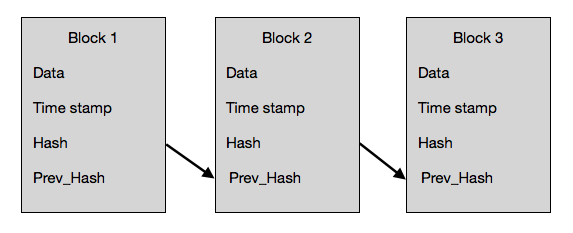 Block 1
Data
Time stamp
Hash
Prev_Hash
Block 2
Data
Time stamp
Hash
Prev_Hash
Block 3
Data
Time stamp
Hash
Prev_Hash